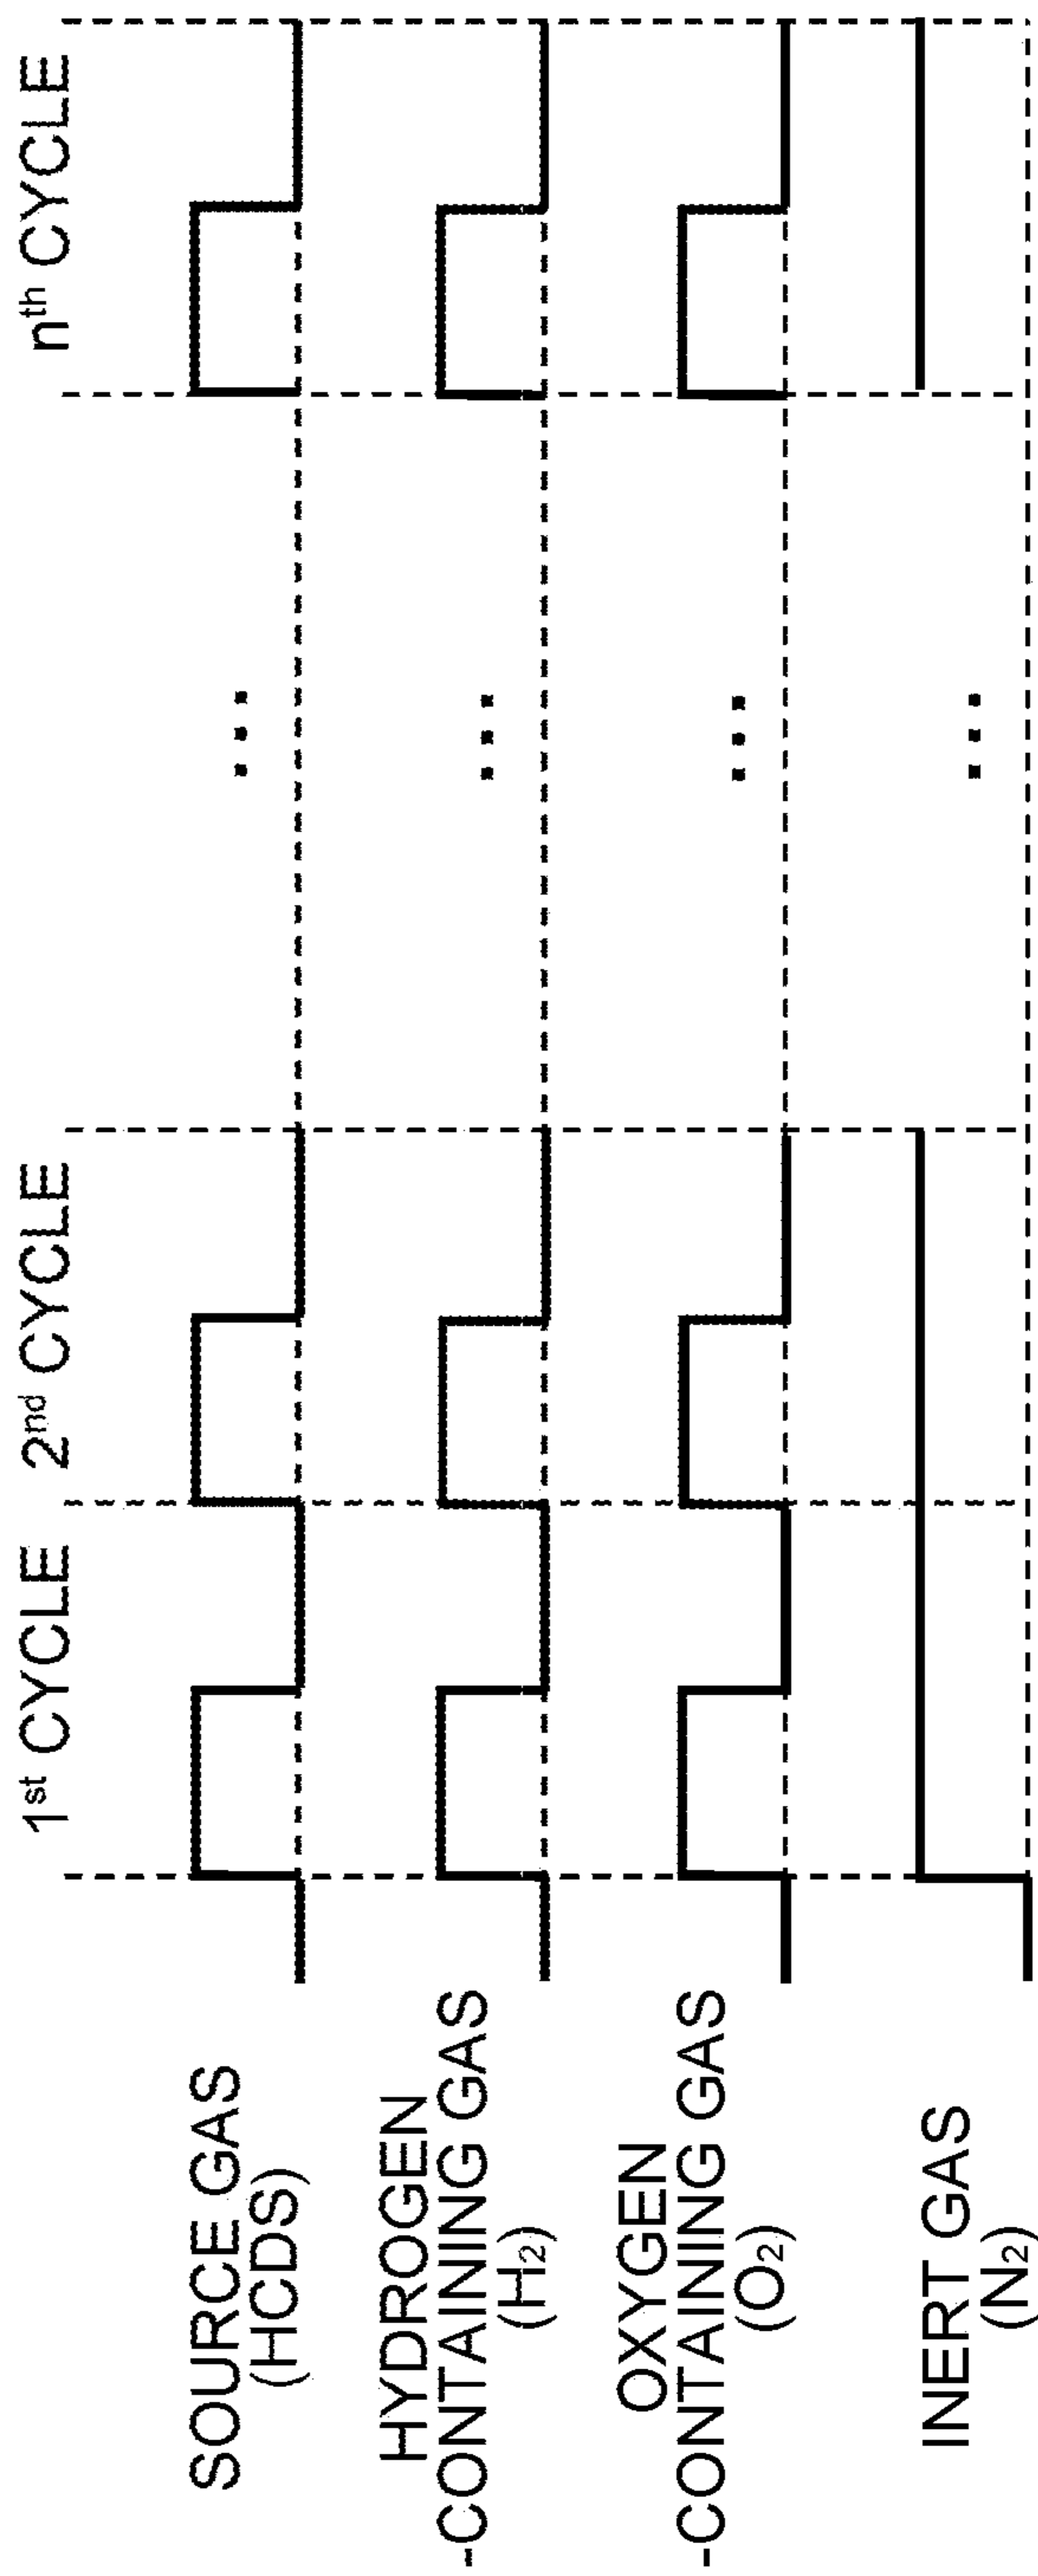 1st CYCLE
2nd CYCLE
nth CYCLE
SOURCE GAS
(HCDS)
HYDROGEN
-CONTAINING GAS
(H2)
OXYGEN
-CONTAINING GAS
(O2)
INERT GAS
(N2)